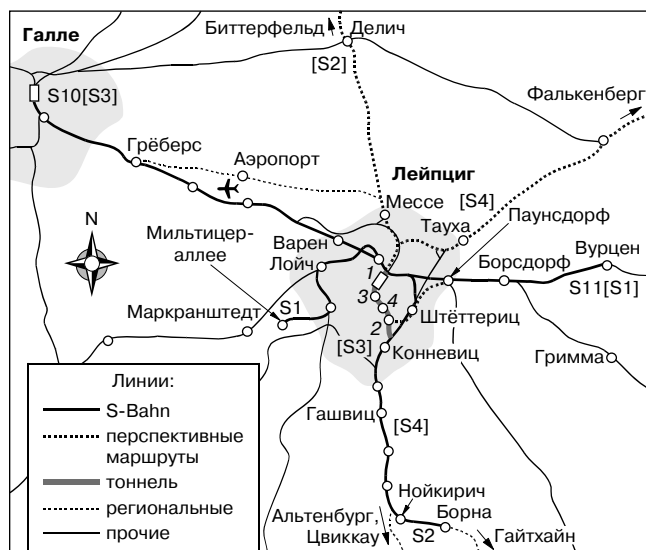 Биттерфельд
Делич
Галле
[S2]
S10[S3]
Фалькенберг
Грёберс
Аэропорт
Лейпциг
Мессе
[S4]
N
Тауха
Паунсдорф
Мильтицер-
аллее
Варен
Лойч
1
Борсдорф
Вурцен
S11[S1]
3
4
S1
2
Штёттериц
Маркранштедт
[S3]
Конневиц
Гримма
Гашвиц
[S4]
Линии:
S-Bahn
перспективные
маршруты
тоннель
региональные
прочие
Нойкирич
Альтенбург,
Цвиккау
Борна
S2
Гайтхайн